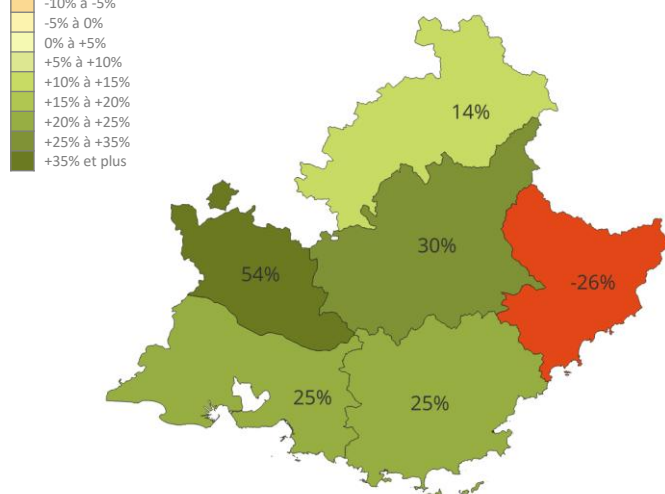 -10% à -5%
-5% à 0%
0% à +5%
+5% à +10%
+10% à +15%
+15% à +20%
+20% à +25%
+25% à +35%
+35% et plus
14%
30%
54%
-26%
25%
25%